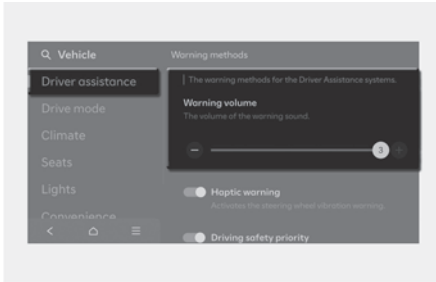 Vehicle
Warning methods
Driver assistance
The warning methods for the Driver Assistance systems.
Drive mode
Warning volume
The volume of the warning sound.
Climate
3
Seats
Lights
Haptic warning
Activates the steering wheel vibration warning.
Convenience
Driving safety priority